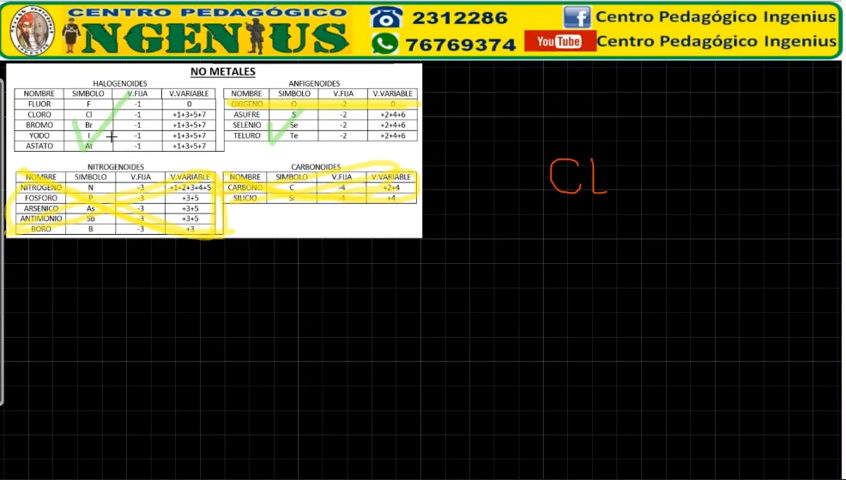 CENTRO PEDAGÓGICO
INGENIUS
2312286
76769374
Centro Pedagógico Ingenius
You Tube Centro Pedagógico Ingenius
NO METALES
HALOGENOIDES
NOMBRE SIMBOLO V.FIJA V.VARIABLE
FLUOR F -1 0
CLORO Cl -1 +1+3+5+7
BROMO Br -1 +1+3+5+7
YODO I -1 +1+3+5+7
ASTATO At -1 +1+3+5+7
ANFIGENOIDES
NOMBRE SIMBOLO V.FIJA V.VARIABLE
OXIGENO O -2 0
ASUFRE S -2 +2+4+6
SELENIO Se -2 +2+4+6
TELURO Te -2 +2+4+6
NITROGENOIDES
NOMBRE SIMBOLO V.FIJA V.VARIABLE
NITROGENO N -3 +1+2+3+4+5
FOSFORO P -3 +3+5
ARSENICO As -3 +3+5
ANTIMONIO Sb -3 +3+5
BORO B -3 +3
CARBONOIDES
NOMBRE SIMBOLO V.FIJA V.VARIABLE
CARBONO C -4 +2+4
SILICIO Si -4 +4
Cl